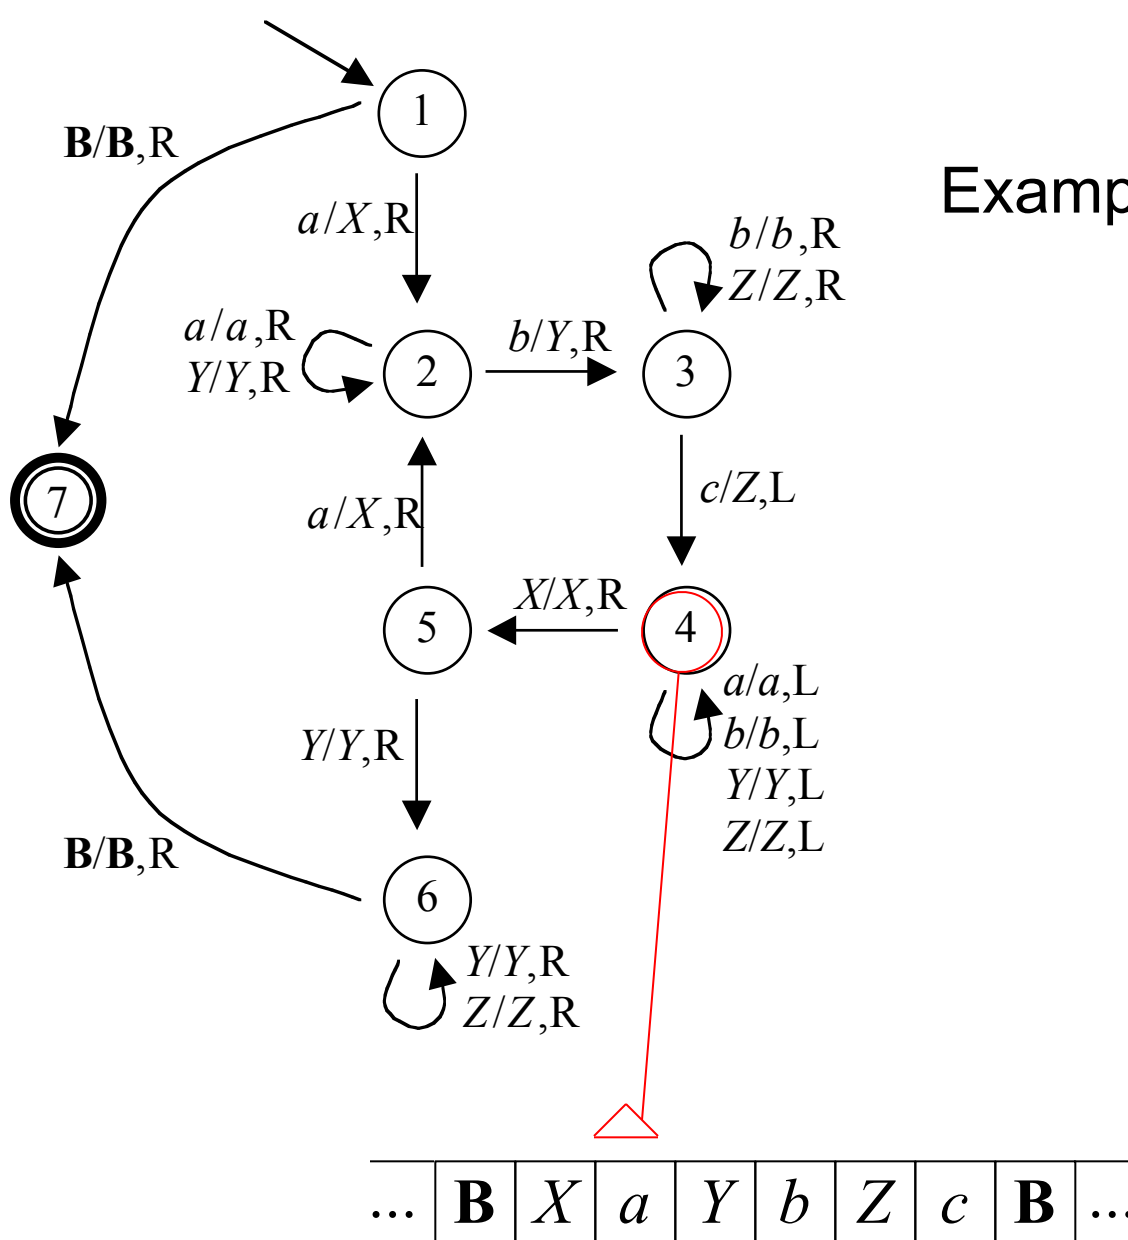 1
B/B,R
Examp
a/X,R
b/b,R
Z/Z,R
a/a,R
Y/Y,R
b/Y,R
2
3
7
c/Z,L
a/X,R
X/X,R
5
4
a/a,L
b/b,L
Y/Y,L
Z/Z,L
Y/Y,R
B/B,R
6
Y/Y,R
Z/Z,R
... B X a Y b Z c B ...